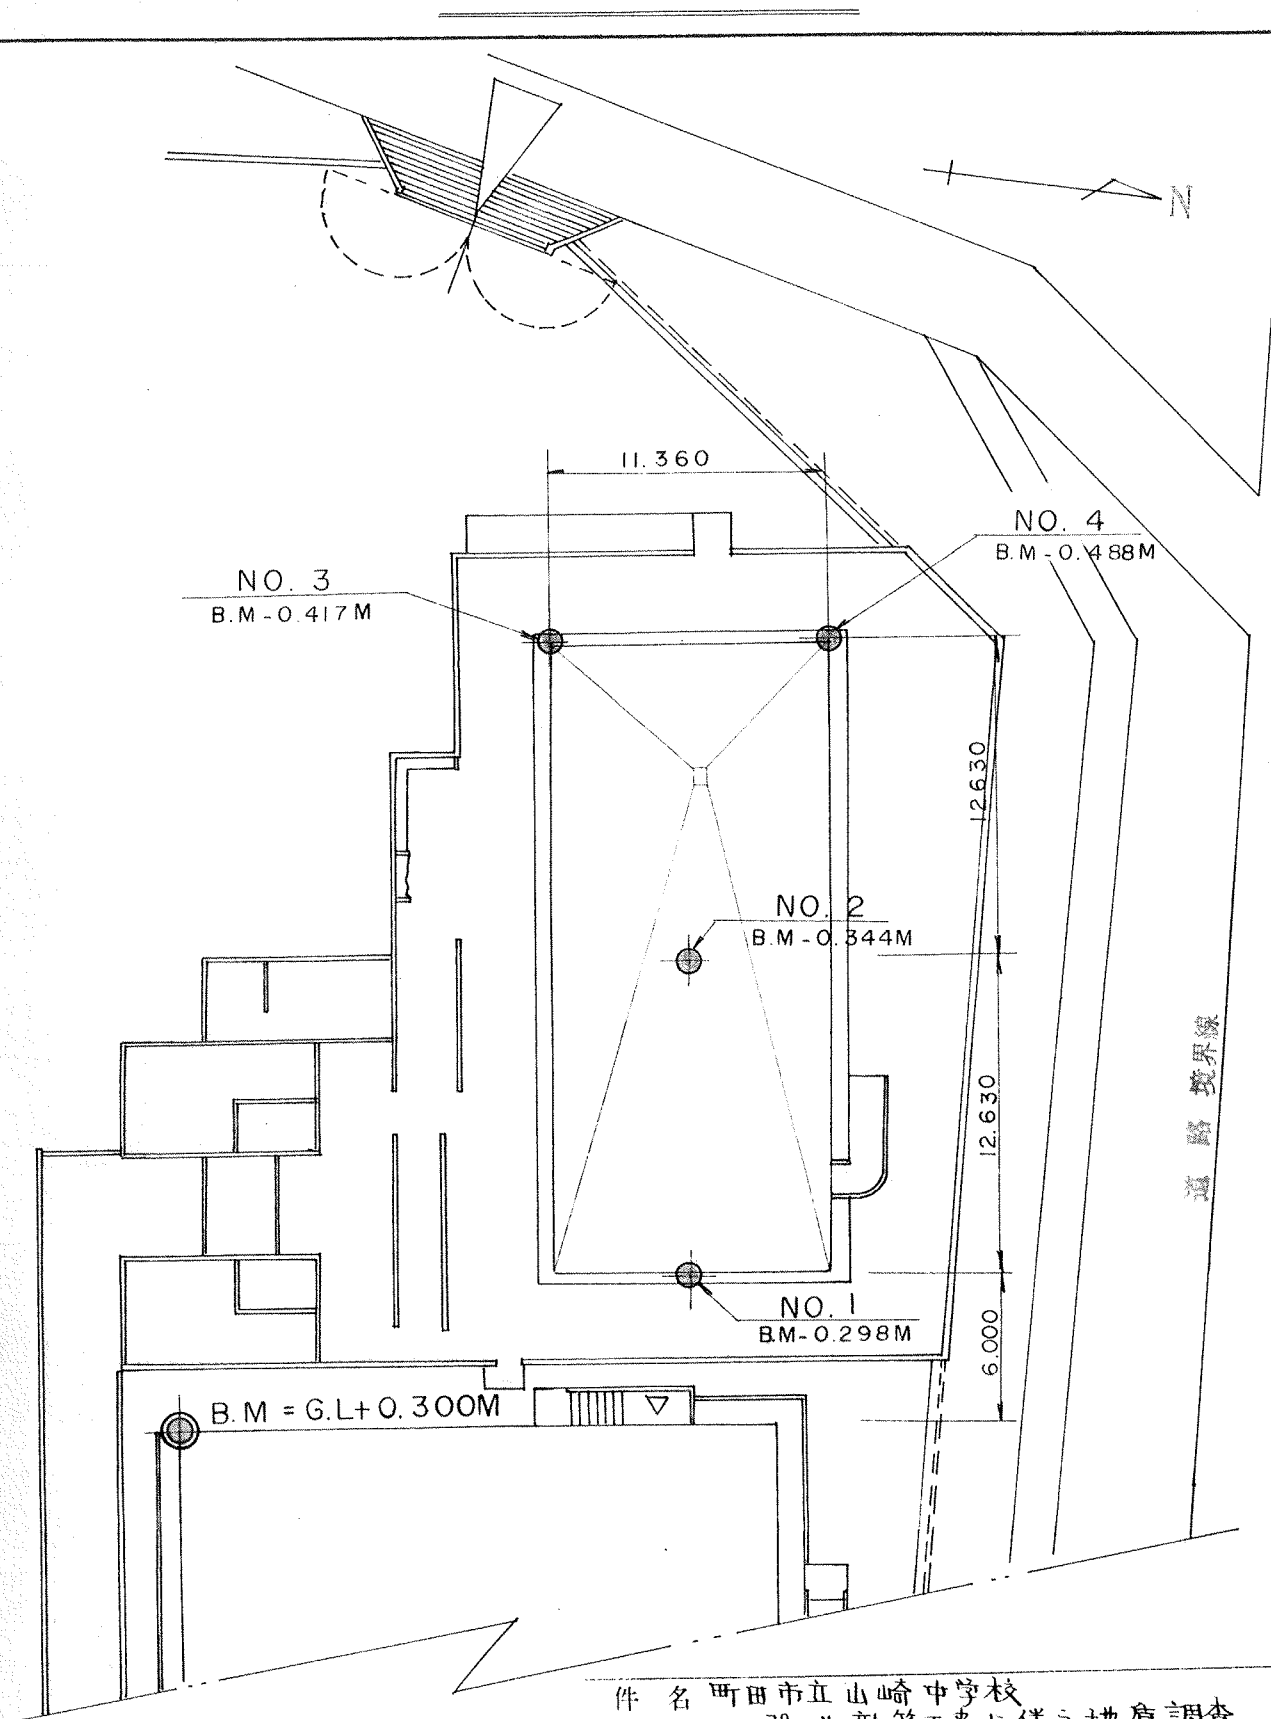 N
11.360
NO. 4
B.M-0.488M
NO. 3
B.M-0.417M
12.630
NO. 2
B.M-0.344M
道路境界線
12.630
NO. 1
B.M-0.298M
6.000
B.M = G.L+0.300M
件 名 町田市立山崎中学校